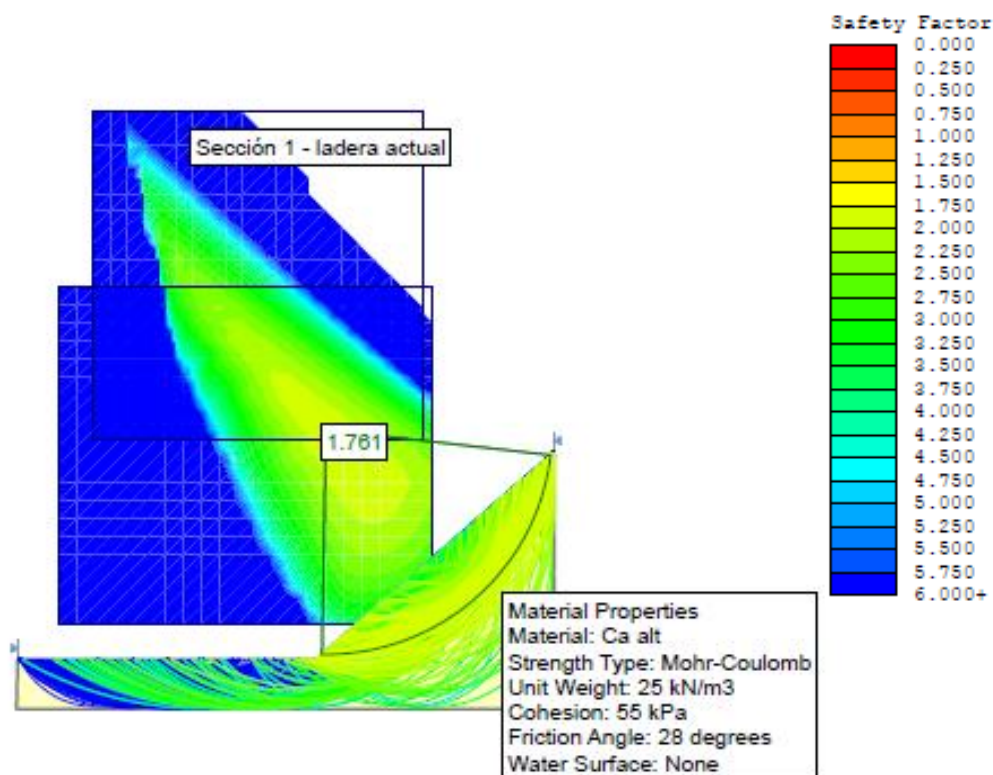 Safety Factor
0.000
0.250
0.500
0.750
1.000
1.250
1.500
1.750
2.000
2.250
2.500
2.750
3.000
3.250
3.500
3.750
4.000
4.250
4.500
4.750
5.000
5.250
5.500
5.750
6.000+
Sección 1 - ladera actual
1.761
Material Properties
Material: Ca alt
Strength Type: Mohr-Coulomb
Unit Weight: 25 kN/m3
Cohesion: 55 kPa
Friction Angle: 28 degrees
Water Surface: None